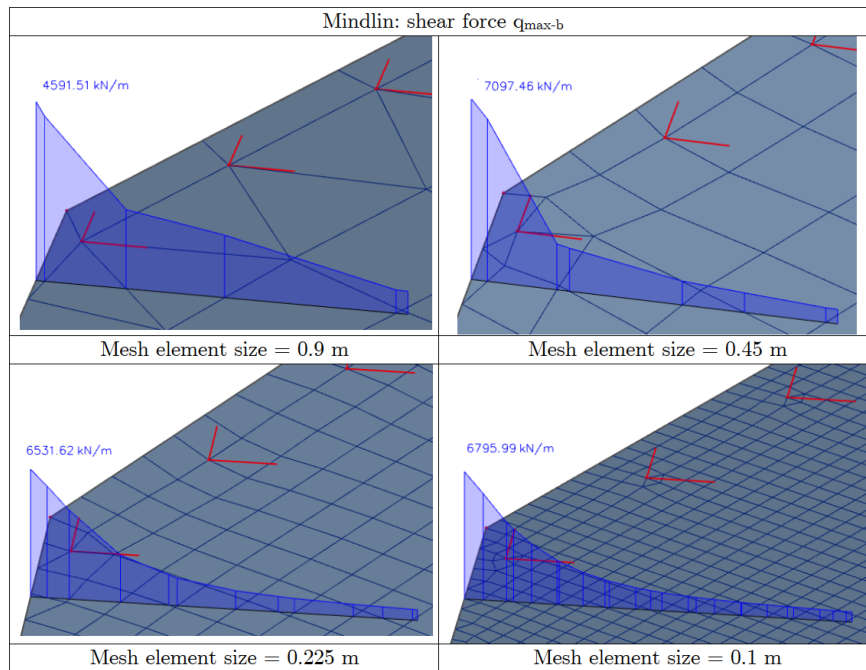 Mindlin: shear force qmax-b
4591.51 kN/m
7097.46 kN/m
Mesh element size = 0.9 m
Mesh element size = 0.45 m
6531.62 kN/m
6795.99 kN/m
Mesh element size = 0.225 m
Mesh element size = 0.1 m